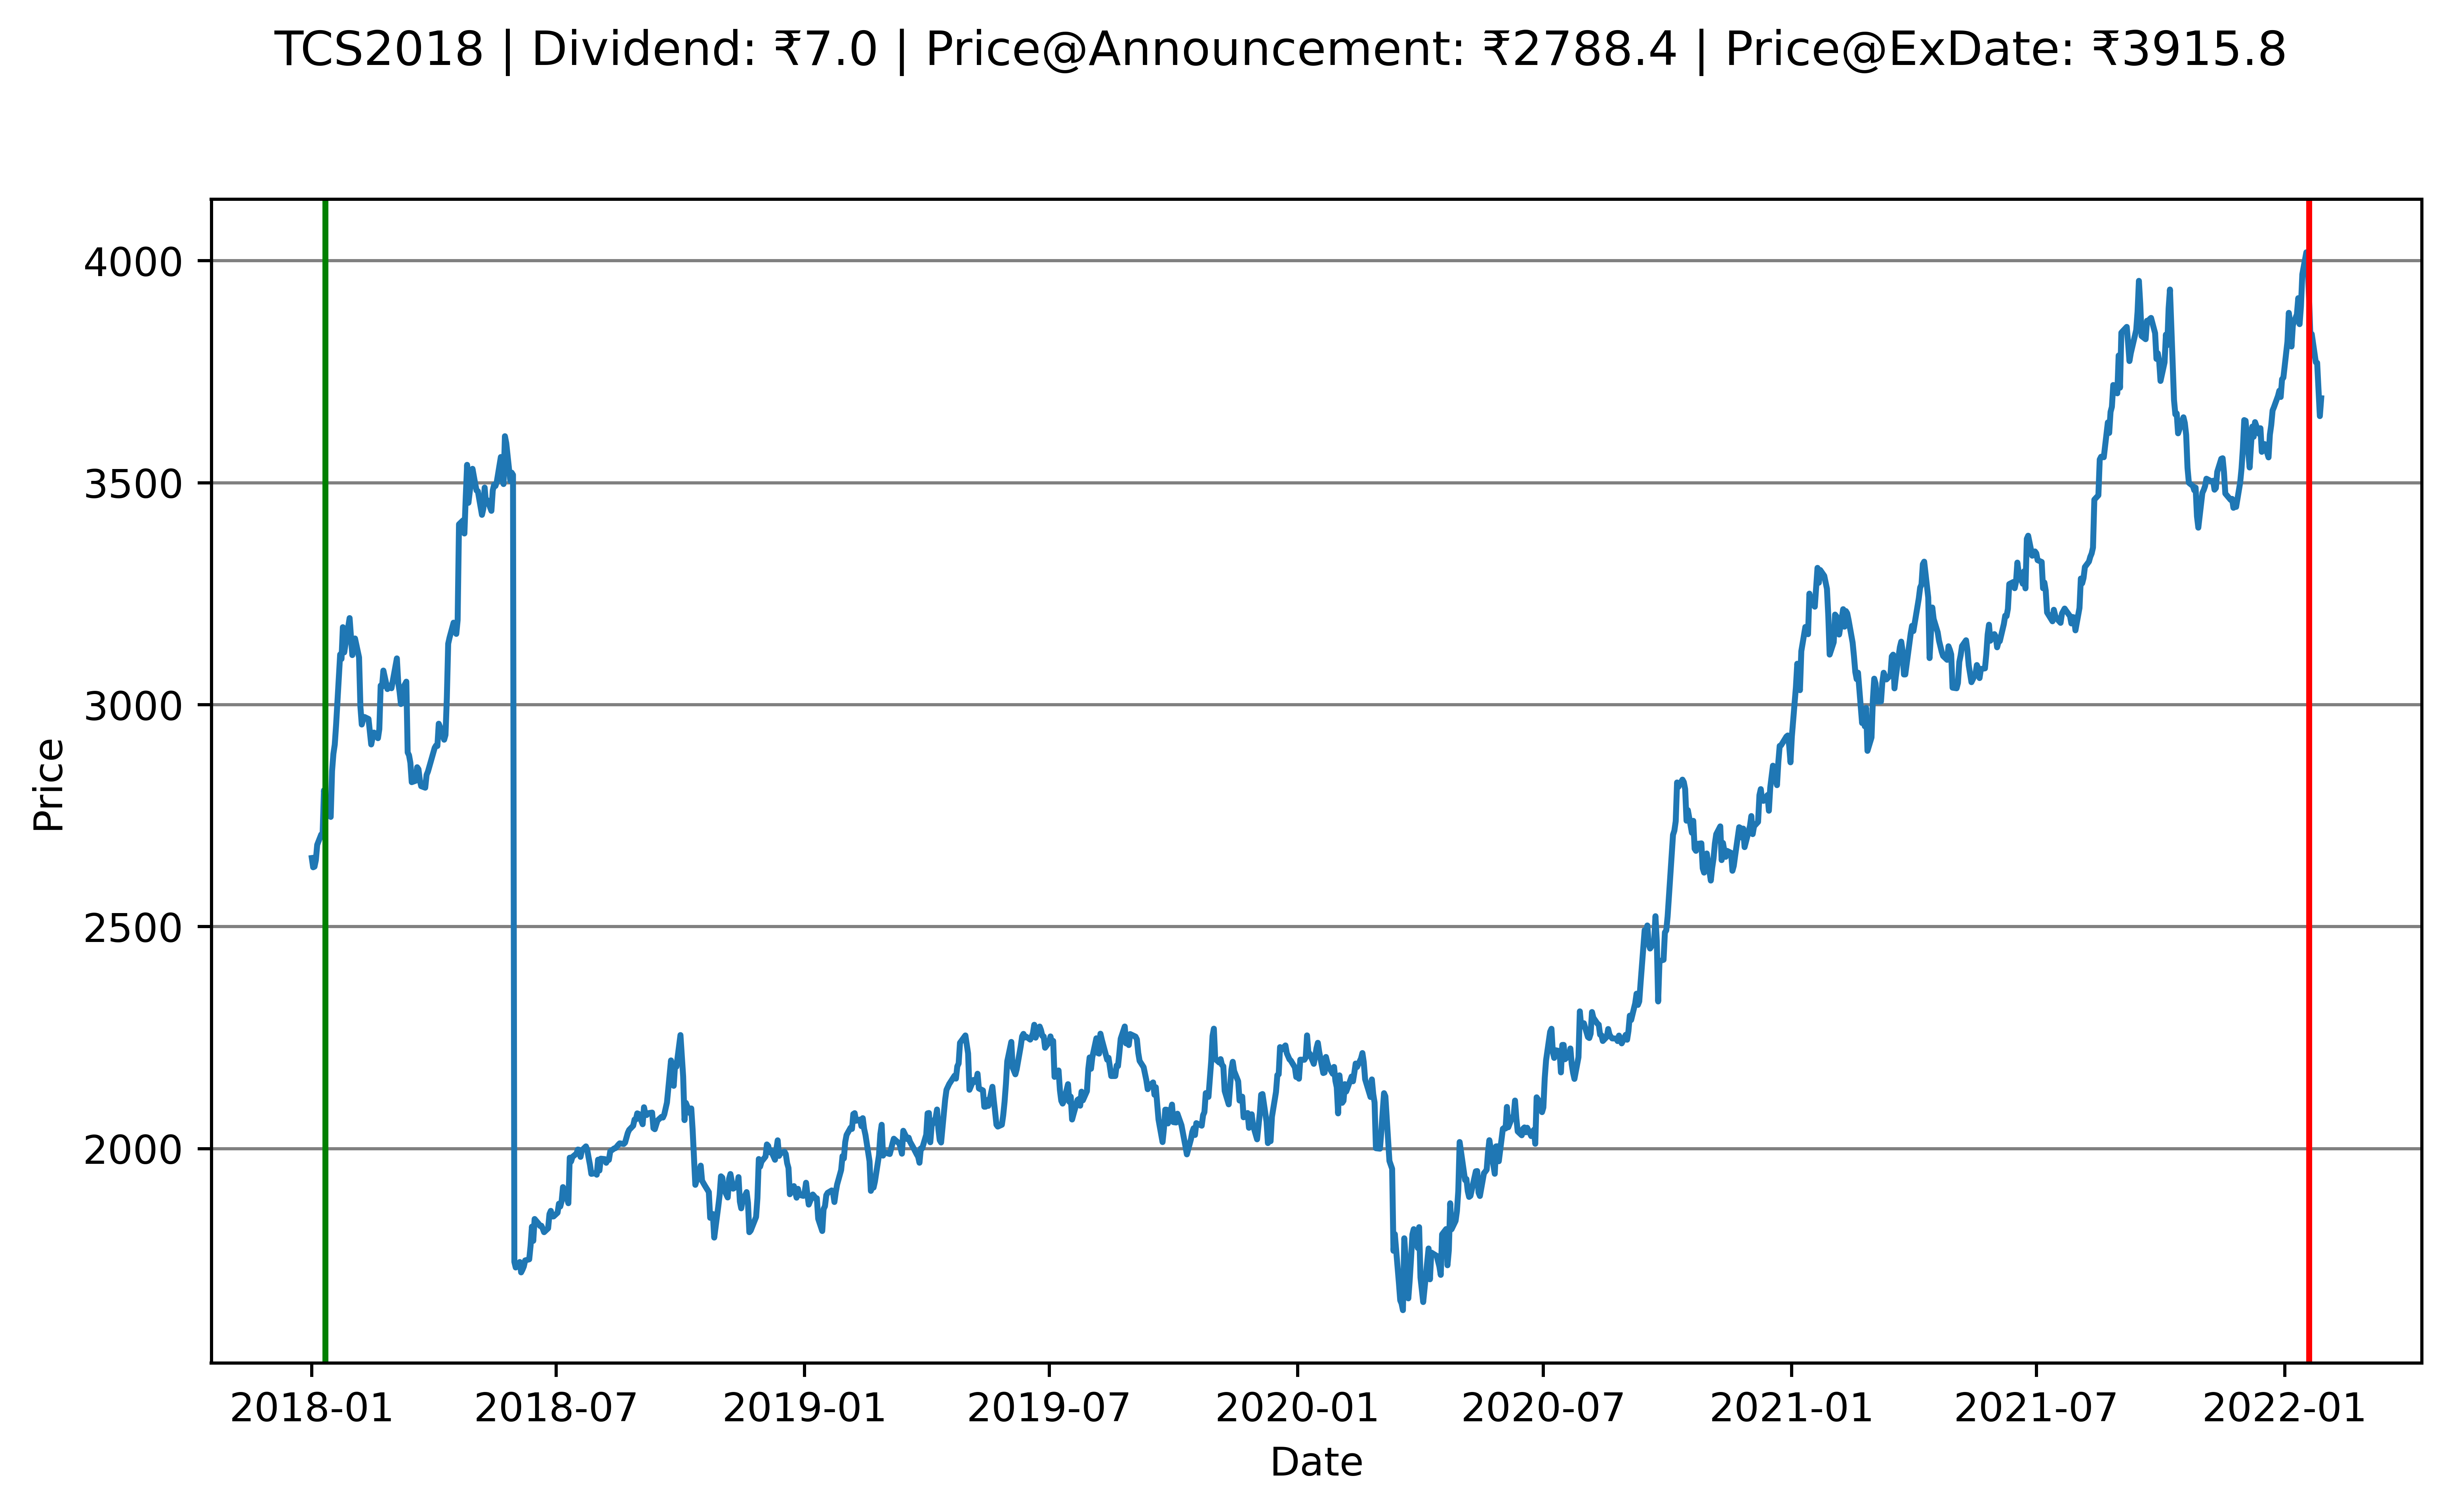 TCS2018 | Dividend: ₹7.0 | Price@Announcement: ₹2788.4 | Price@ExDate: ₹3915.8
4000
3500
3000
2500
2000
Price
2018-01 2018-07 2019-01 2019-07 2020-01 2020-07 2021-01 2021-07 2022-01
Date